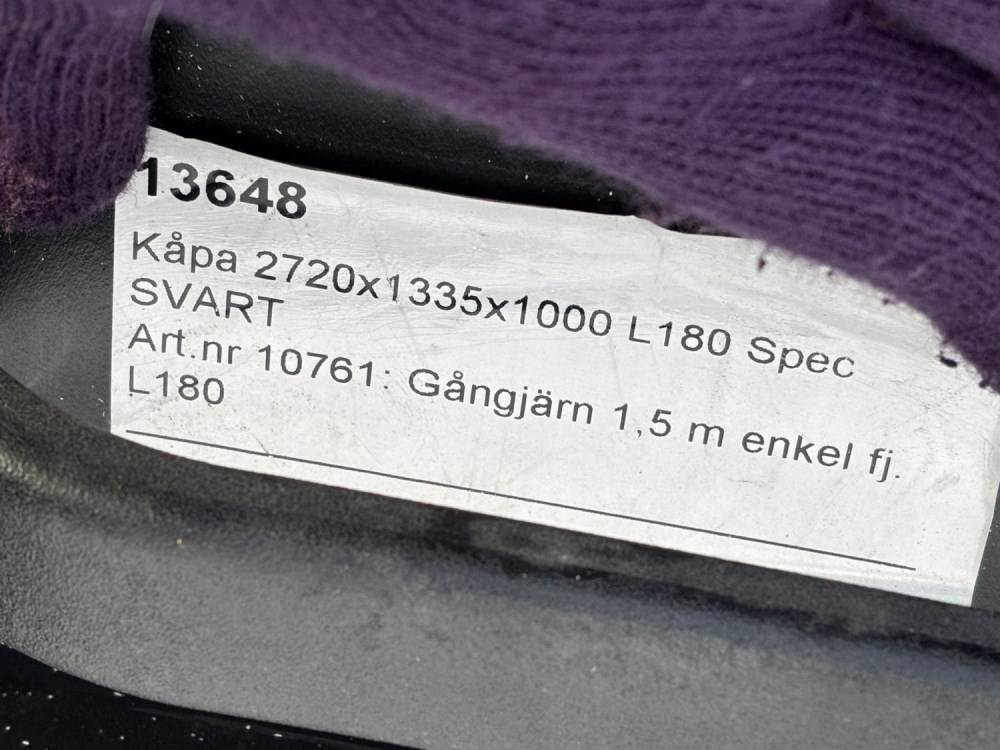 13648
Kåpa 2720x1335x1000 L180 Spec
SVART
Art.nr 10761: Gångjärn 1,5 m enkel fj.
L180